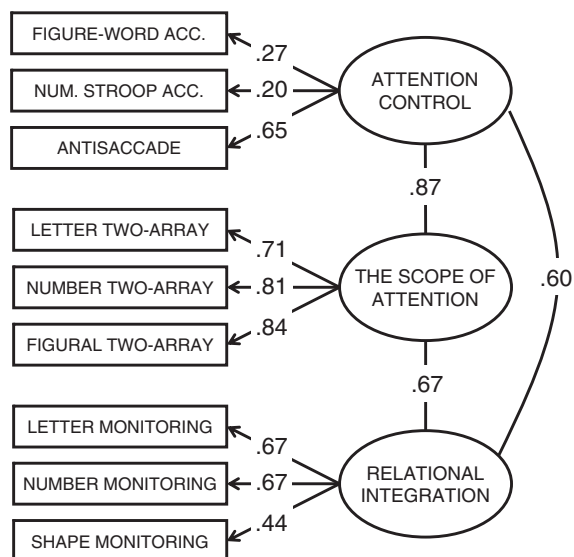 FIGURE-WORD ACC.
.27
ATTENTION
CONTROL
NUM. STROOP ACC.
.20
ANTISACCADE
.65
.87
LETTER TWO-ARRAY
.71
THE SCOPE OF
ATTENTION
NUMBER TWO-ARRAY
.81
.60
FIGURAL TWO-ARRAY
.84
.67
LETTER MONITORING
.67
RELATIONAL
INTEGRATION
NUMBER MONITORING
.67
SHAPE MONITORING
.44